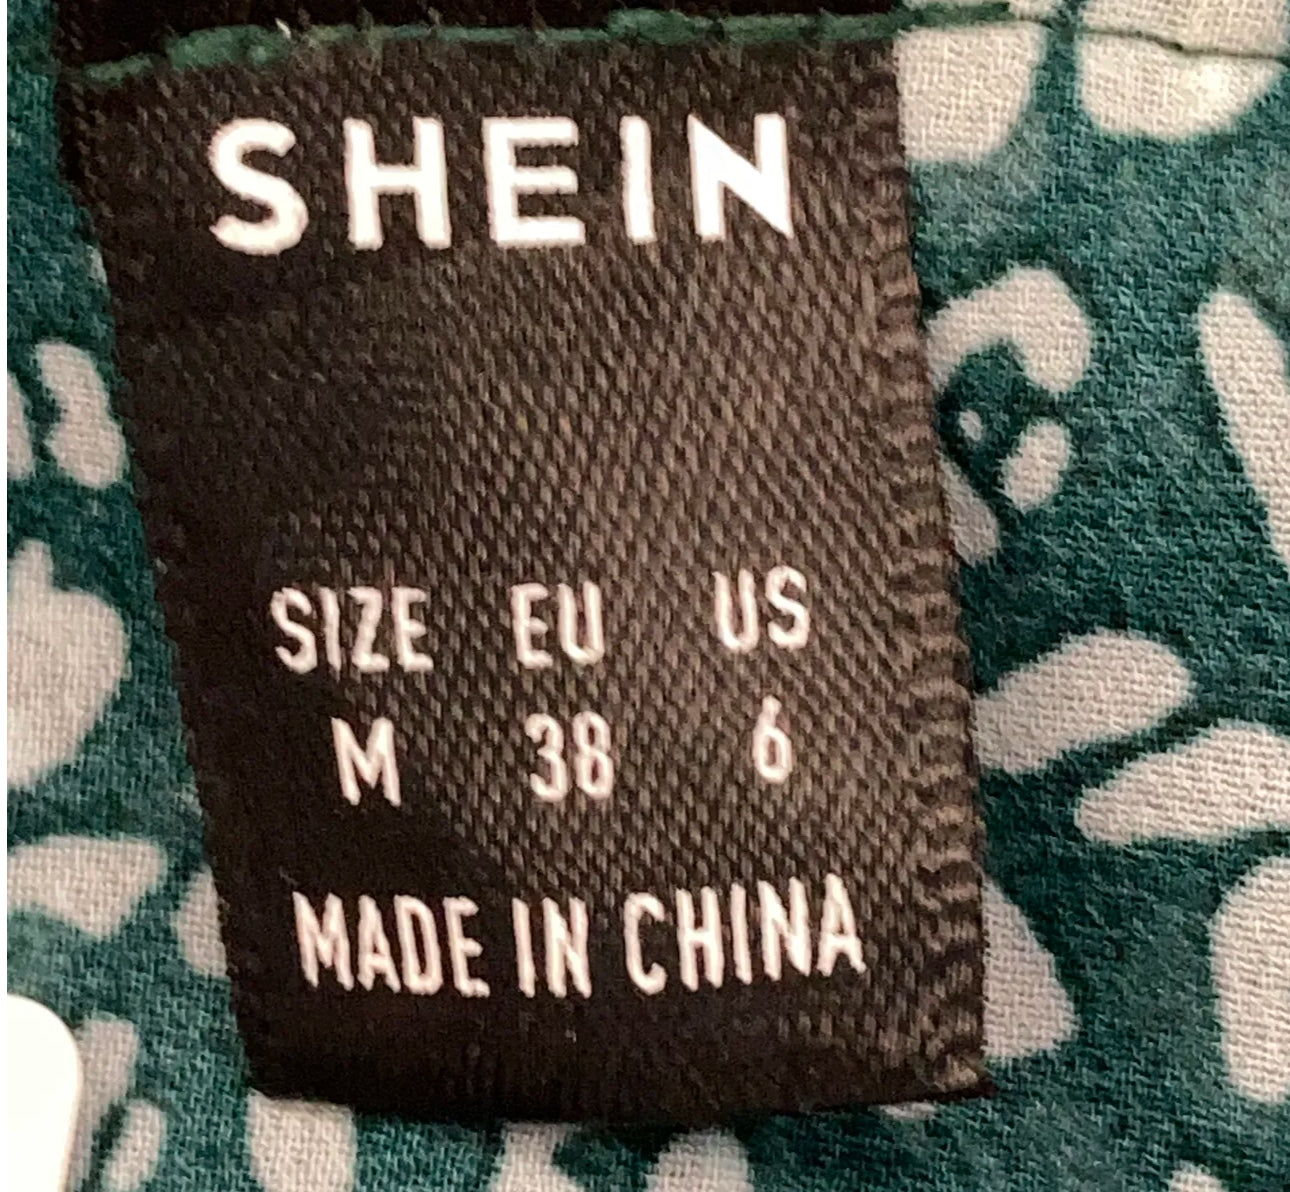 SHEIN
SIZE EU US
M 38 6
MADE IN CHINA